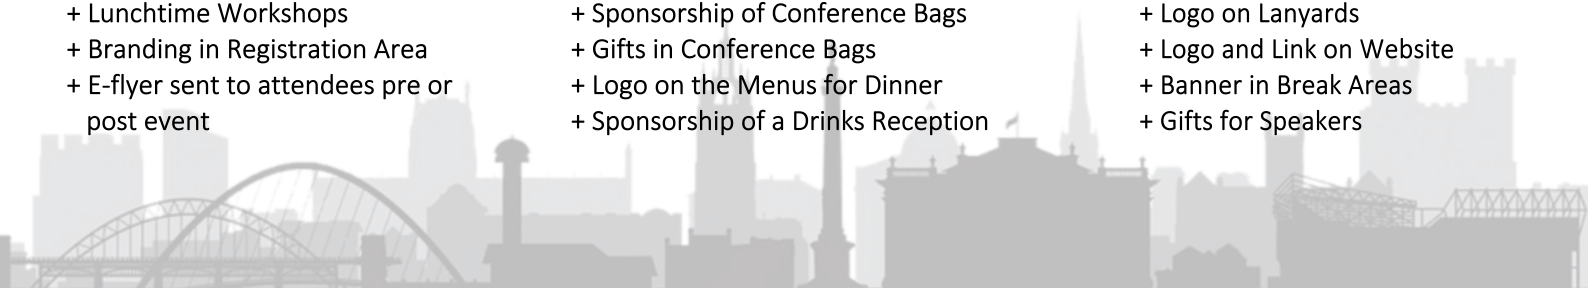 + Lunchtime Workshops
+ Branding in Registration Area
+ E-flyer sent to attendees pre or
post event
+ Sponsorship of Conference Bags
+ Gifts in Conference Bags
+ Logo on the Menus for Dinner
+ Sponsorship of a Drinks Reception
+ Logo on Lanyards
+ Logo and Link on Website
+ Banner in Break Areas
+ Gifts for Speakers